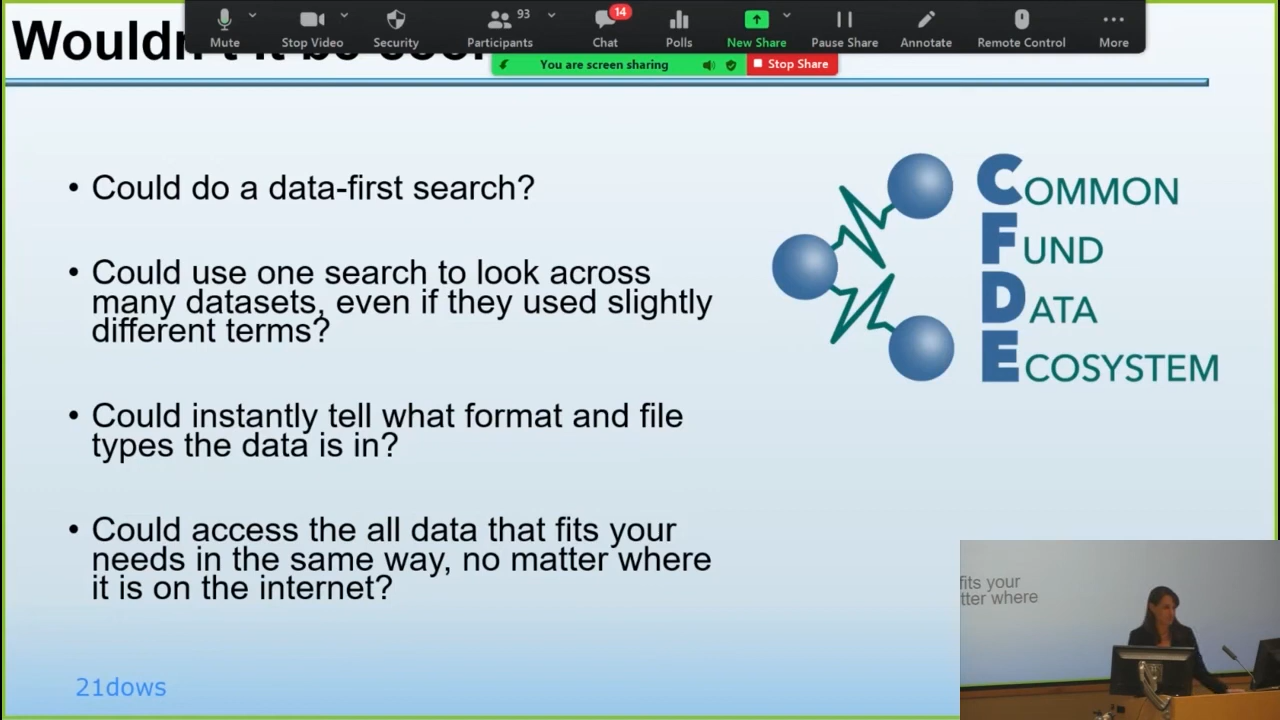 93
14
Mute
Stop Video
Security
Participants
Chat
Polls
New Share
Pause Share
Annotate
Remote Control
More
You are screen sharing
Stop Share
• Could do a data-first search?
• Could use one search to look across
many datasets, even if they used slightly
different terms?
• Could instantly tell what format and file
types the data is in?
• Could access the all data that fits your
needs in the same way, no matter where
it is on the internet?
COMMON
FUND
DATA
ECOSYSTEM
fits your
tter where
21dows